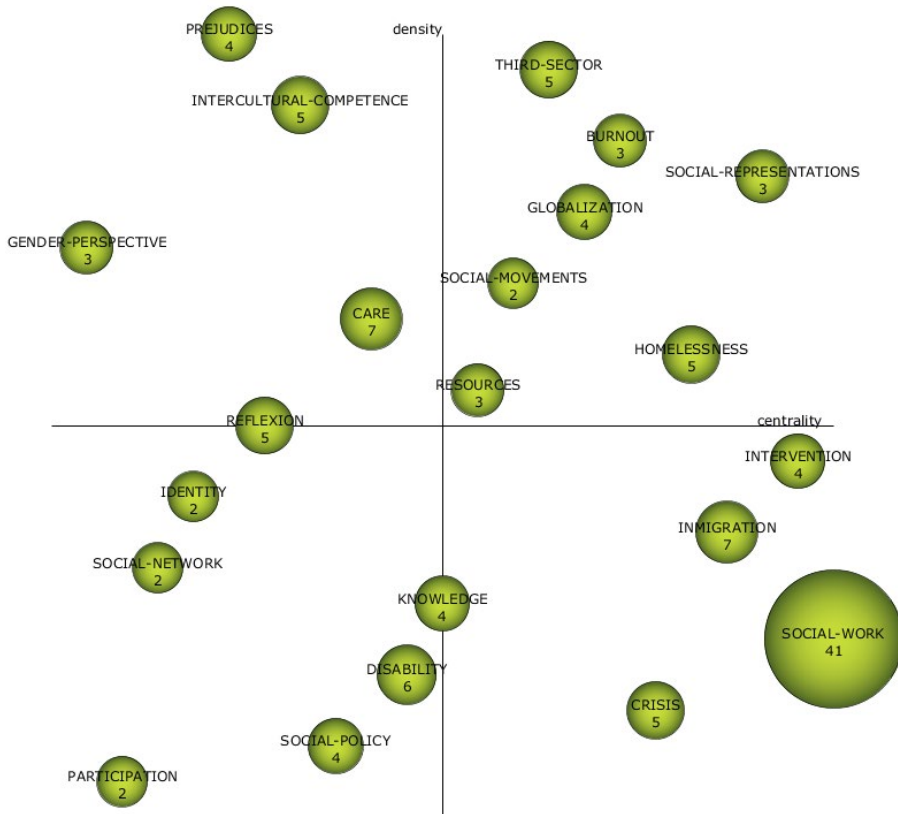 PREJUDICES
4
density
THIRD-SECTOR
5
INTERCULTURAL-COMPETENCE
5
BURNOUT
3
SOCIAL-REPRESENTATIONS
3
GLOBALIZATION
4
GENDER-PERSPECTIVE
3
SOCIAL-MOVEMENTS
2
CARE
7
HOMELESSNESS
5
RESOURCES
3
REFLEXION
5
centrality
INTERVENTION
4
IDENTITY
2
INMIGRATION
7
SOCIAL-NETWORK
2
KNOWLEDGE
4
SOCIAL-WORK
41
DISABILITY
6
CRISIS
5
SOCIAL-POLICY
4
PARTICIPATION
2